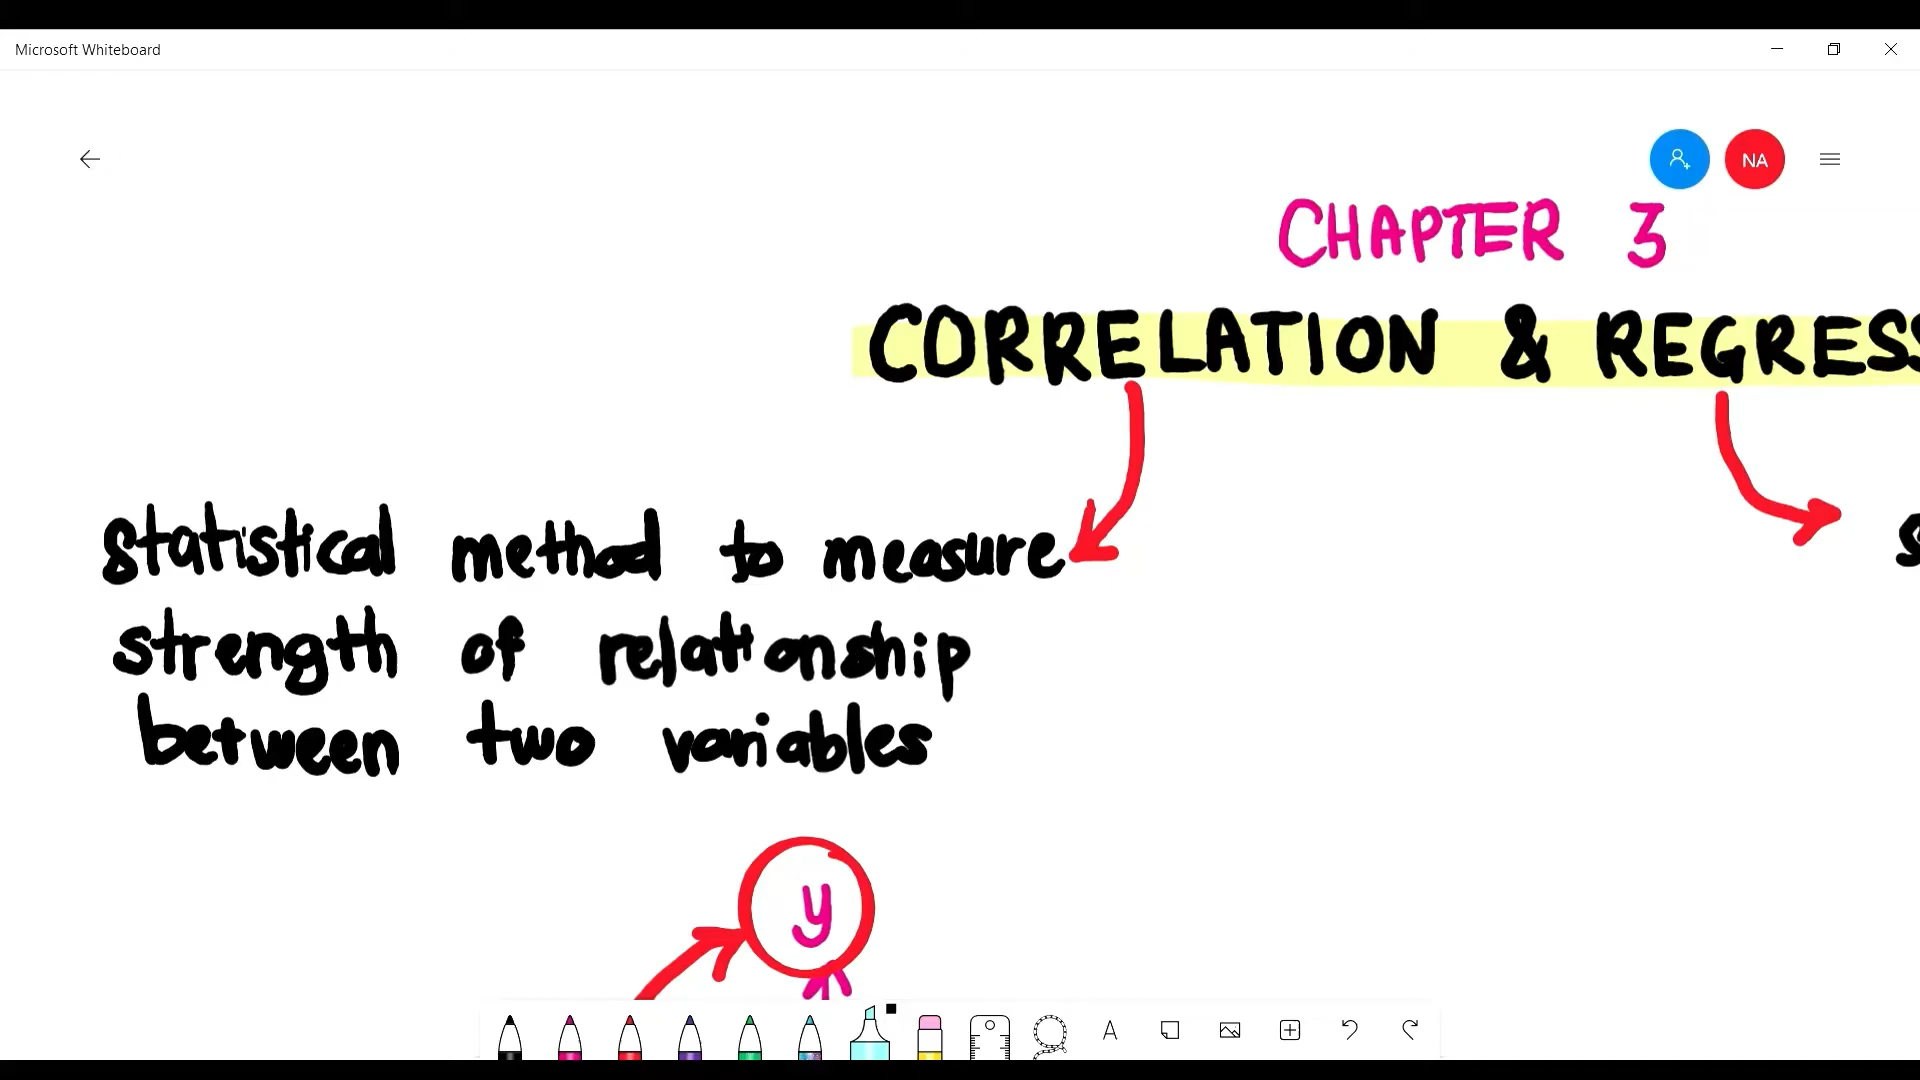 Microsoft Whiteboard
NA
CHAPTER 3
CORRELATION & REGRESS
statistical method to measure
strength of relationship
between two variables
y